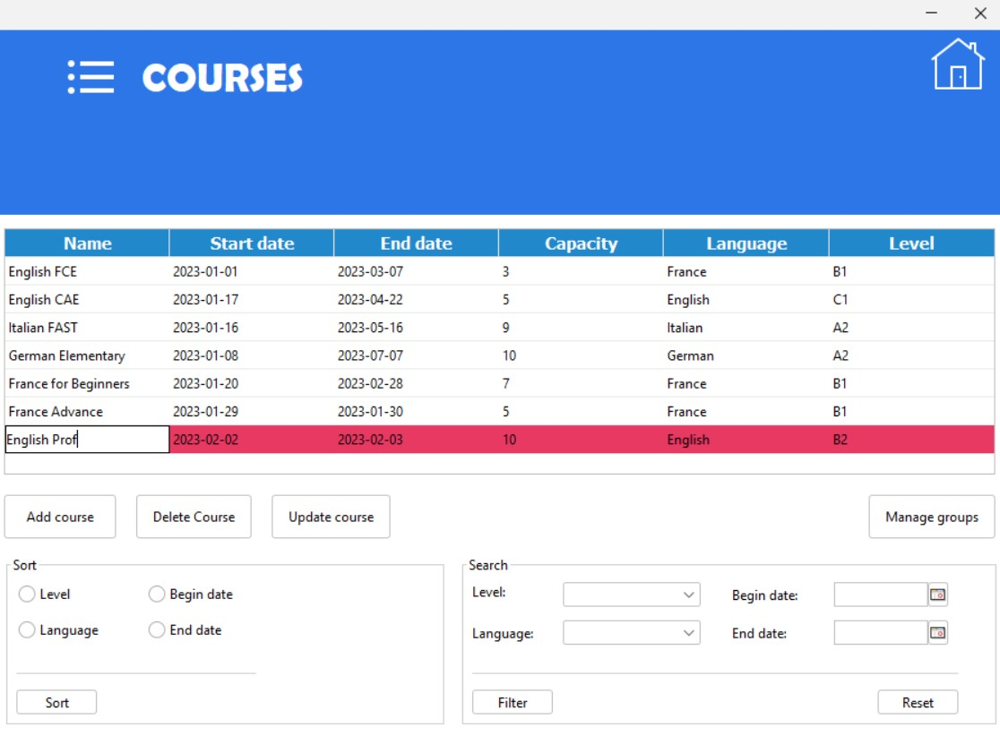 COURSES
Name Start date End date Capacity Language Level
English FCE 2023-01-01 2023-03-07 3 France B1
English CAE 2023-01-17 2023-04-22 5 English C1
Italian FAST 2023-01-16 2023-05-16 9 Italian A2
German Elementary 2023-01-08 2023-07-07 10 German A2
France for Beginners 2023-01-20 2023-02-28 7 France B1
France Advance 2023-01-29 2023-01-30 5 France B1
English Prof 2023-02-02 2023-02-03 10 English B2
Add course Delete Course Update course Manage groups
Sort
Level Begin date
Language End date
Sort
Search
Level: Begin date:
Language: End date:
Filter Reset